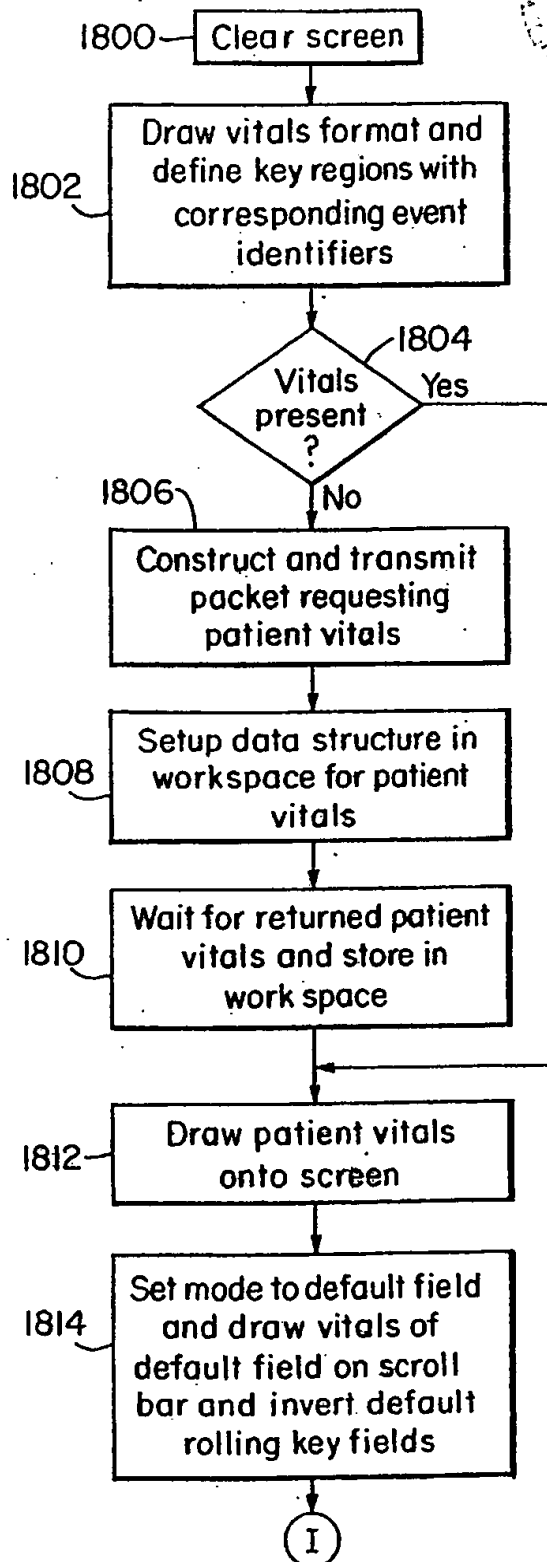 1800
Clear screen
1802
Draw vitals format and
define key regions with
corresponding event
identifiers
1804
Vitals
present
?
Yes
No
1806
Construct and transmit
packet requesting
patient vitals
1808
Setup data structure in
workspace for patient
vitals
1810
Wait for returned patient
vitals and store in
work space
1812
Draw patient vitals
onto screen
1814
Set mode to default field
and draw vitals of
default field on scroll
bar and invert default
rolling key fields
I